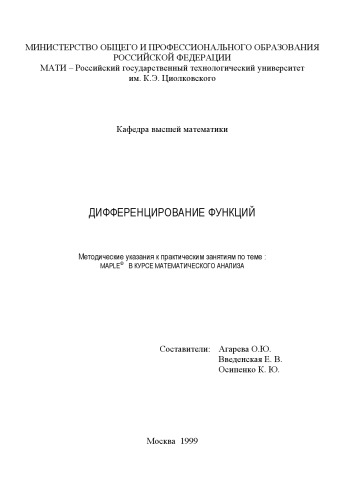 МИНИСТЕРСТВО ОБЩЕГО И ПРОФЕССИОНАЛЬНОГО ОБРАЗОВАНИЯ
РОССИЙСКОЙ ФЕДЕРАЦИИ
МАТИ – Российский государственный технологический университет
им. К.Э. Циолковского
Кафедра высшей математики
ДИФФЕРЕНЦИРОВАНИЕ ФУНКЦИЙ
Методические указания к практическим занятиям по теме :
MAPLE® В КУРСЕ МАТЕМАТИЧЕСКОГО АНАЛИЗА
Составители: Агарева О.Ю.
Введенская Е. В.
Осипенко К. Ю.
Москва 1999